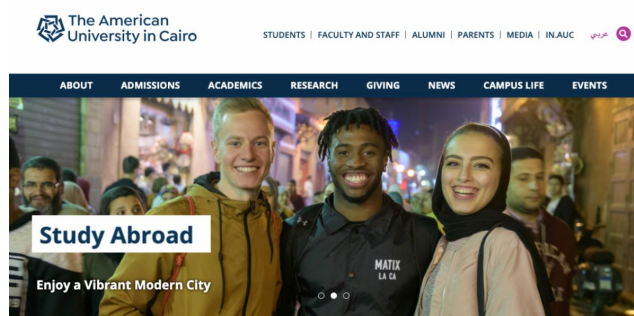 The American
University in Cairo
STUDENTS | FACULTY AND STAFF | ALUMNI | PARENTS | MEDIA | IN.AUC عربي
ABOUT ADMISSIONS ACADEMICS RESEARCH GIVING NEWS CAMPUS LIFE EVENTS
Study Abroad
MATIX
LA CA
Enjoy a Vibrant Modern City